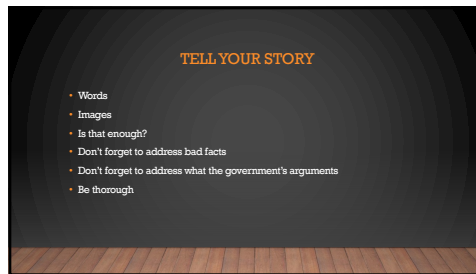 TELL YOUR STORY
• Words
• Images
• Is that enough?
• Don't forget to address bad facts
• Don't forget to address what the government's arguments
• Be thorough